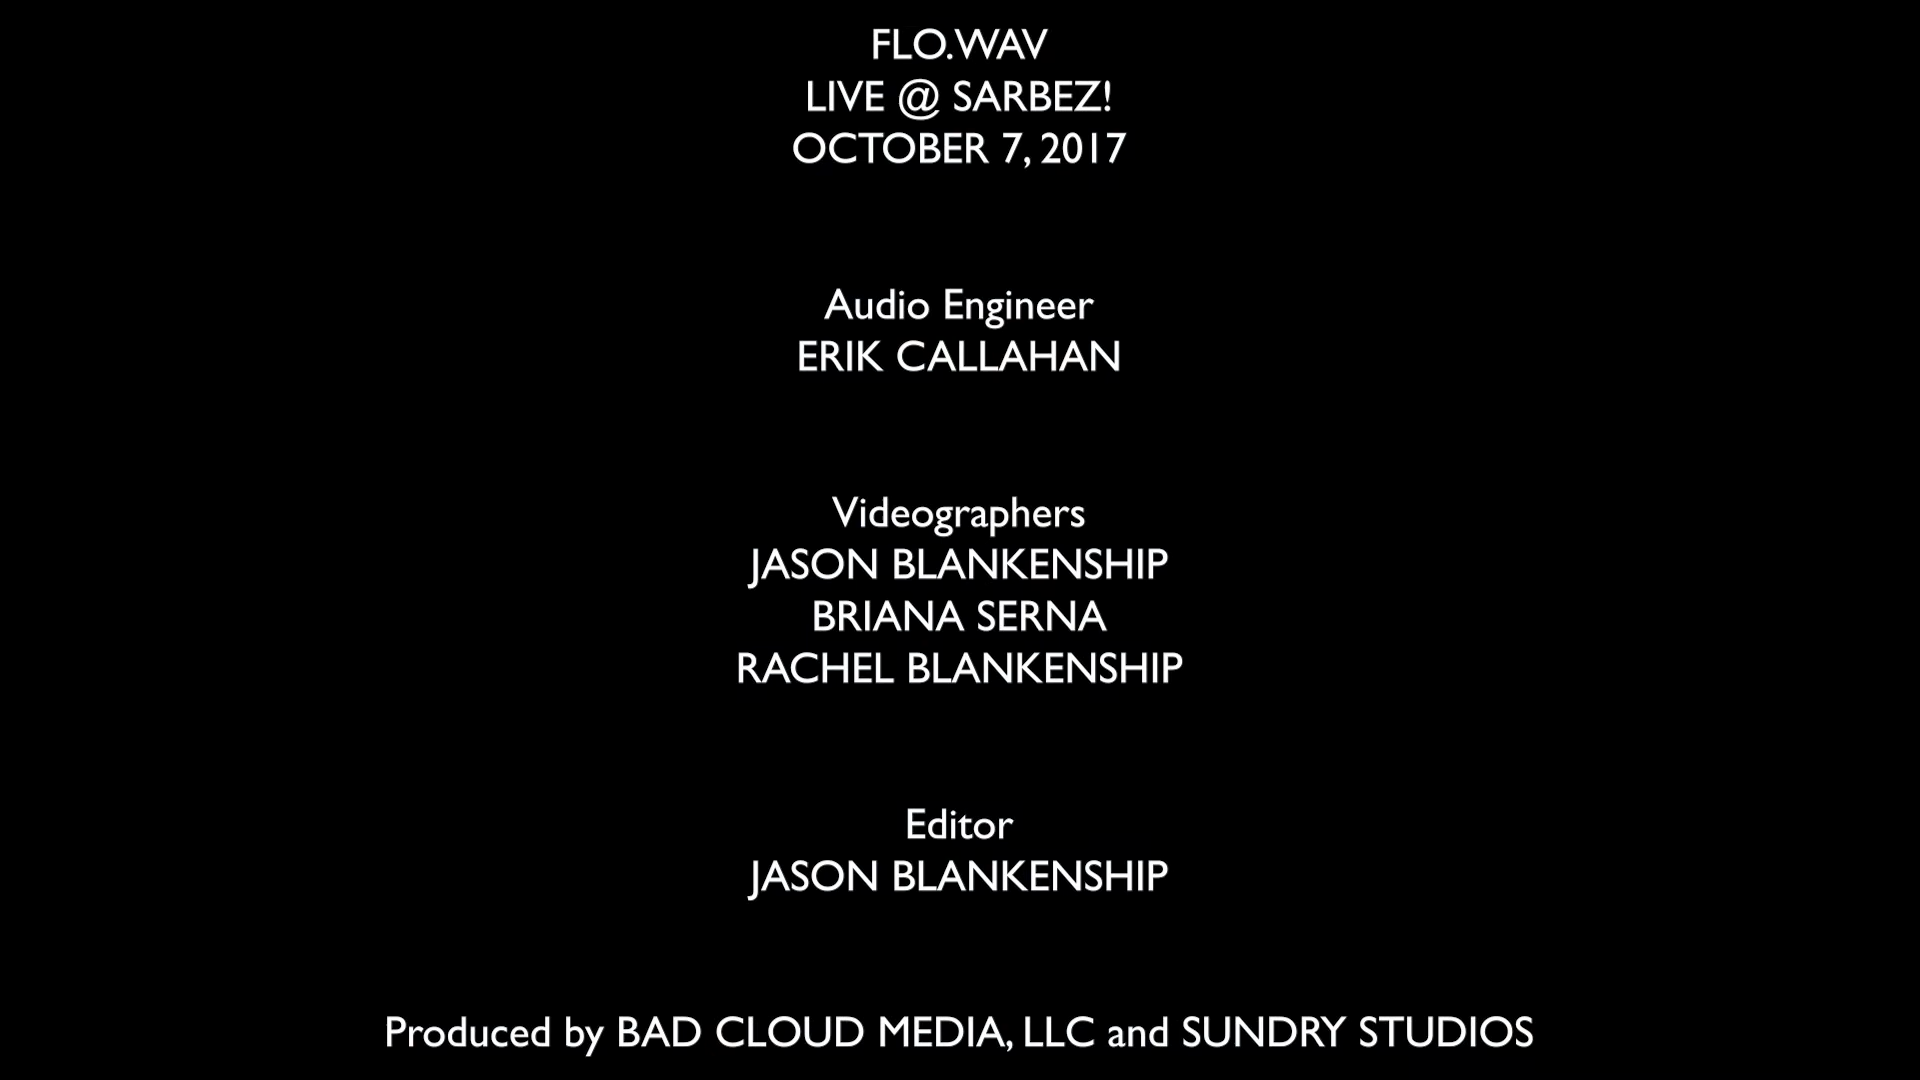 FLO.WAV
LIVE @ SARBEZ!
OCTOBER 7, 2017
Audio Engineer
ERIK CALLAHAN
Videographers
JASON BLANKENSHIP
BRIANA SERNA
RACHEL BLANKENSHIP
Editor
JASON BLANKENSHIP
Produced by BAD CLOUD MEDIA, LLC and SUNDRY STUDIOS